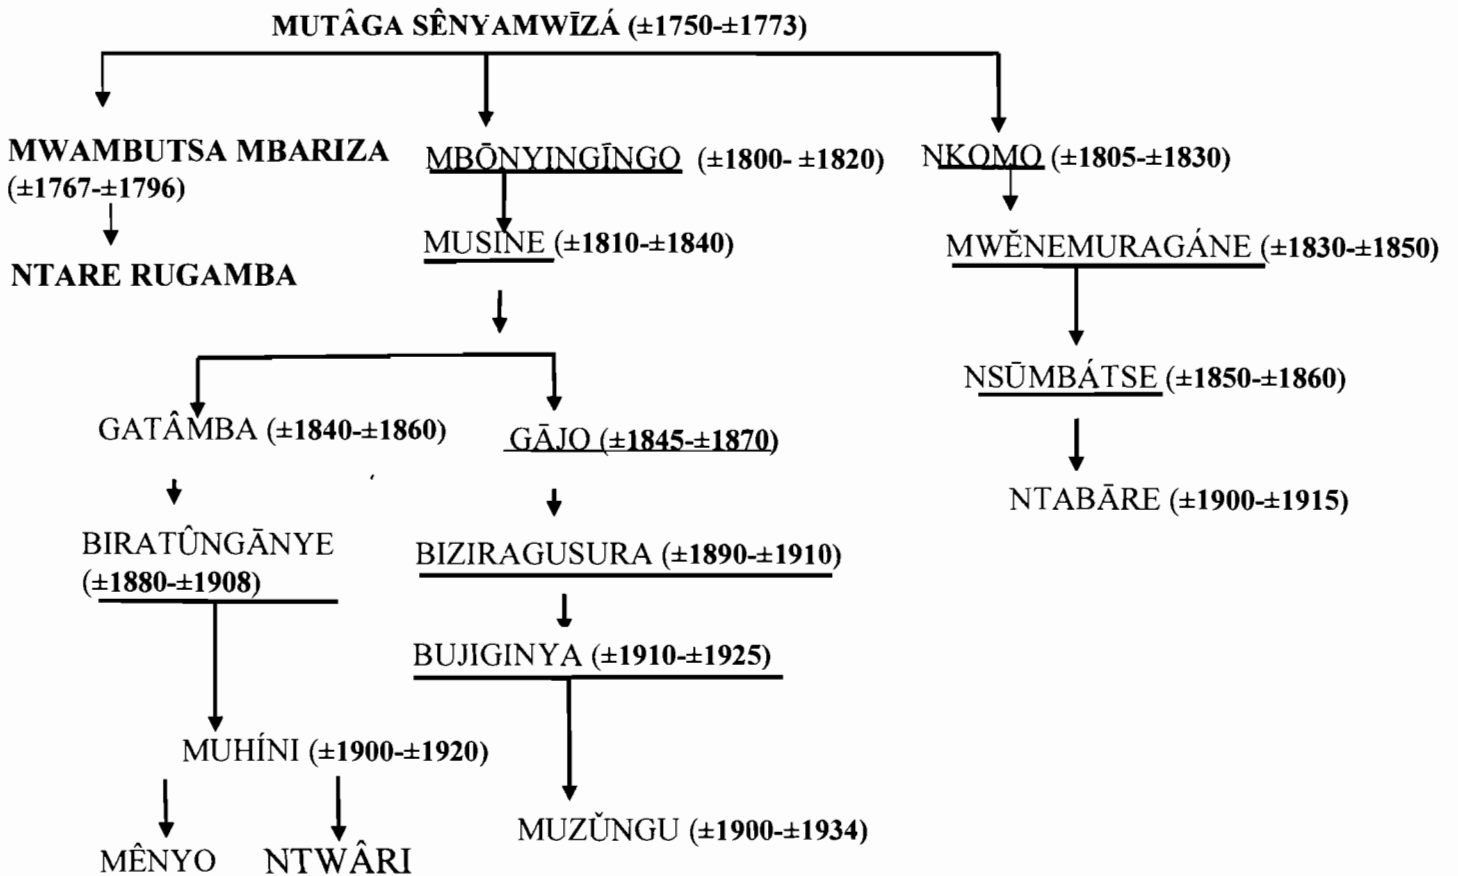 MUTÂGA SÊNYAMWĪZÁ (±1750-±1773)
MWAMBUTSA MBARIZA
(±1767-±1796)
MBŌNYINGĪNGO (±1800- ±1820)
NKOMO (±1805-±1830)
MUSINE (±1810-±1840)
MWĚNEMURAGÁNE (±1830-±1850)
NTARE RUGAMBA
NSŪMBÁTSE (±1850-±1860)
GATÂMBA (±1840-±1860)
GĀJO (±1845-±1870)
NTABĀRE (±1900-±1915)
BIRATÛNGĀNYE
(±1880-±1908)
BIZIRAGUSURA (±1890-±1910)
BUJIGINYA (±1910-±1925)
MUHÍNI (±1900-±1920)
MUZǓNGU (±1900-±1934)
MÊNYO
NTWÂRI